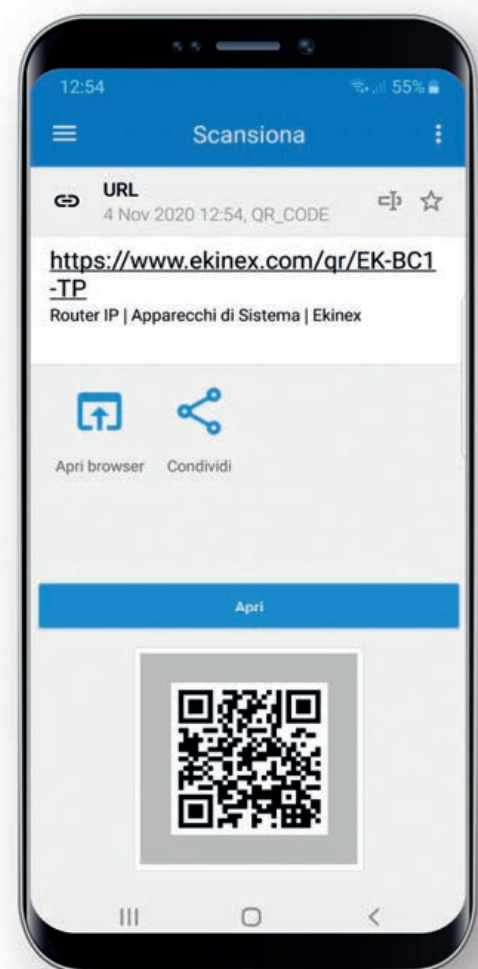 12:54
55%
Scansiona
URL
4 Nov 2020 12:54, QR_CODE
https://www.ekinex.com/qr/EK-BC1
-TP
Router IP | Apparecchi di Sistema | Ekinex
Apri browser Condividi
Apri